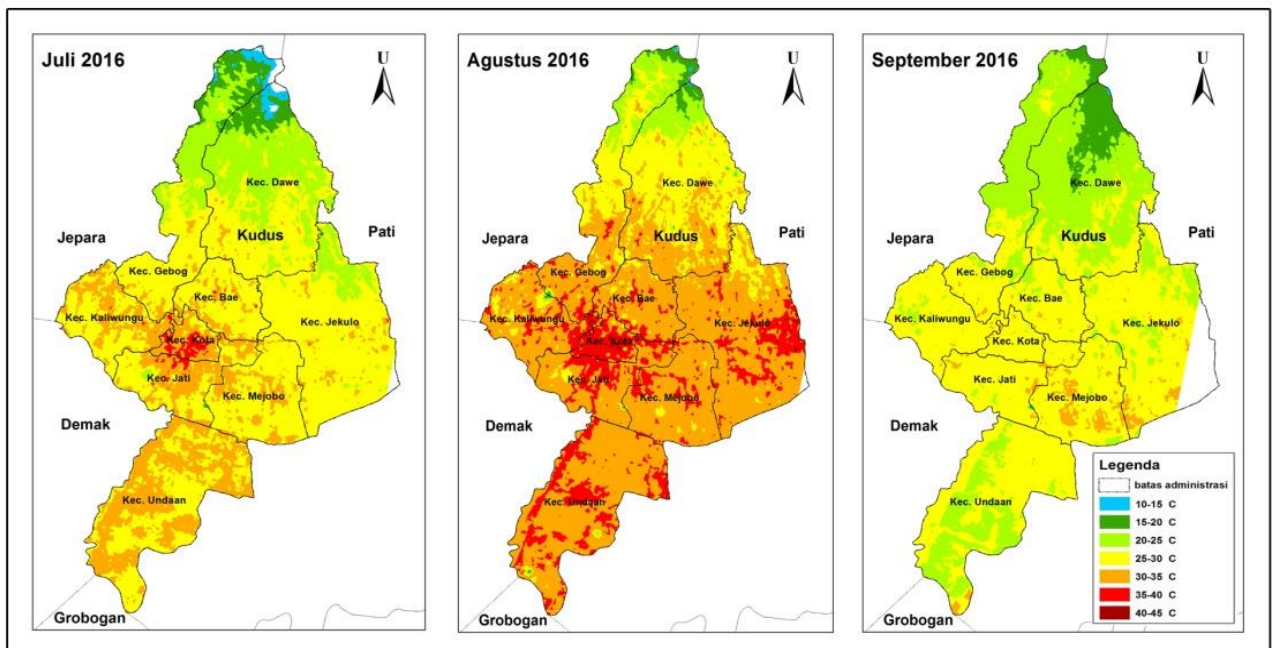 Juli 2016
U
Kec. Dawe
Jepara
Kudus
Pati
Kec. Gebog
Kec. Bae
Kec. Kaliwungu
Kec. Jekulo
Kec. Kota
Kec. Jati
Kec. Mejobo
Demak
Kec. Undaan
Grobogan
Agustus 2016
U
Kec. Dawe
Jepara
Kudus
Pati
Kec. Gebog
Kec. Bae
Kec. Kaliwungu
Kec. Jekulo
Kec. Kota
Kec. Jati
Kec. Mejobo
Demak
Kec. Undaan
Grobogan
September 2016
U
Kec. Dawe
Jepara
Kudus
Pati
Kec. Gebog
Kec. Bae
Kec. Kaliwungu
Kec. Jekulo
Kec. Kota
Kec. Jati
Kec. Mejobo
Demak
Kec. Undaan
Grobogan
Legenda
batas administrasi
10-15 C
15-20 C
20-25 C
25-30 C
30-35 C
35-40 C
40-45 C